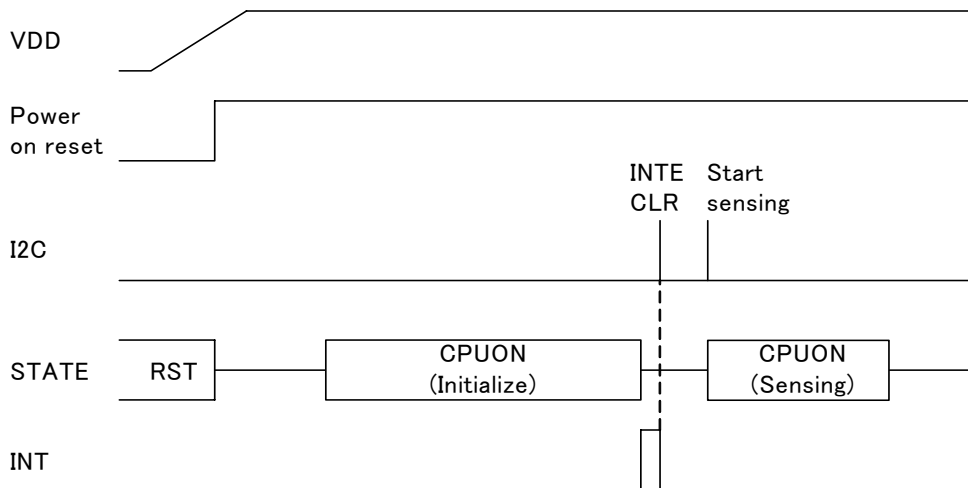 VDD
Power
on reset
INTE Start
CLR sensing
I2C
STATE RST CPUON CPUON
(Initialize) (Sensing)
INT